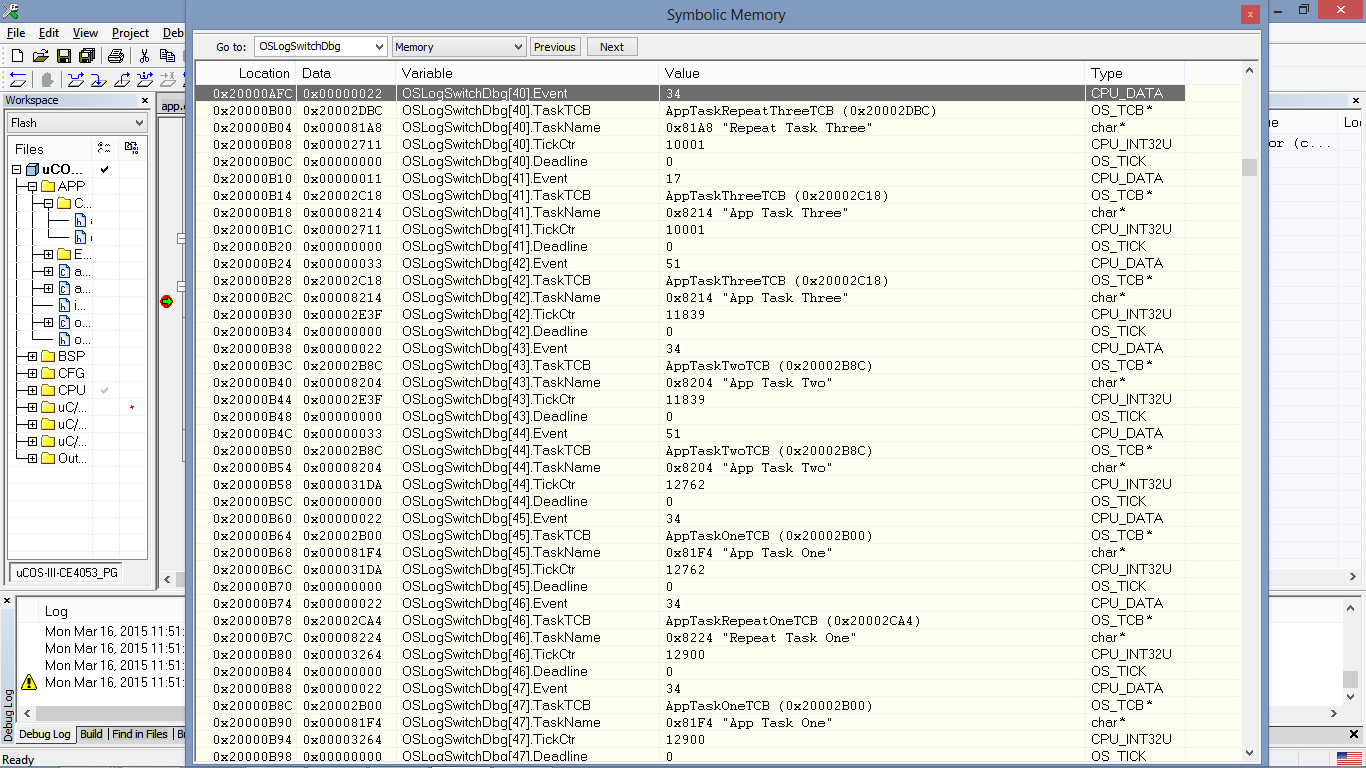 Symbolic Memory
File Edit View Project Deb
Go to: OSLogSwitchDbg Memory Previous Next
Workspace
Flash
Files
uCO...
APP
C...
E...
a...
a...
i...
o...
o...
BSP
CFG
CPU
uC/...
uC/...
uC/...
Out...
uCOS-III-CE4053_PG
app.c
Location Data Variable Value Type
0x20000AFC 0x00000022 OSLogSwitchDbg[40].Event 34 CPU_DATA
0x20000B00 0x20002DBC OSLogSwitchDbg[40].TaskTCB AppTaskRepeatThreeTCB (0x20002DBC) OS_TCB*
0x20000B04 0x000081A8 OSLogSwitchDbg[40].TaskName 0x81A8 "Repeat Task Three" char*
0x20000B08 0x00002711 OSLogSwitchDbg[40].TickCtr 10001 CPU_INT32U
0x20000B0C 0x00000000 OSLogSwitchDbg[40].Deadline 0 OS_TICK
0x20000B10 0x00000011 OSLogSwitchDbg[41].Event 17 CPU_DATA
0x20000B14 0x20002C18 OSLogSwitchDbg[41].TaskTCB AppTaskThreeTCB (0x20002C18) OS_TCB*
0x20000B18 0x00008214 OSLogSwitchDbg[41].TaskName 0x8214 "App Task Three" char*
0x20000B1C 0x00002711 OSLogSwitchDbg[41].TickCtr 10001 CPU_INT32U
0x20000B20 0x00000000 OSLogSwitchDbg[41].Deadline 0 OS_TICK
0x20000B24 0x00000033 OSLogSwitchDbg[42].Event 51 CPU_DATA
0x20000B28 0x20002C18 OSLogSwitchDbg[42].TaskTCB AppTaskThreeTCB (0x20002C18) OS_TCB*
0x20000B2C 0x00008214 OSLogSwitchDbg[42].TaskName 0x8214 "App Task Three" char*
0x20000B30 0x00002E3F OSLogSwitchDbg[42].TickCtr 11839 CPU_INT32U
0x20000B34 0x00000000 OSLogSwitchDbg[42].Deadline 0 OS_TICK
0x20000B38 0x00000022 OSLogSwitchDbg[43].Event 34 CPU_DATA
0x20000B3C 0x20002B8C OSLogSwitchDbg[43].TaskTCB AppTaskTwoTCB (0x20002B8C) OS_TCB*
0x20000B40 0x00008204 OSLogSwitchDbg[43].TaskName 0x8204 "App Task Two" char*
0x20000B44 0x00002E3F OSLogSwitchDbg[43].TickCtr 11839 CPU_INT32U
0x20000B48 0x00000000 OSLogSwitchDbg[43].Deadline 0 OS_TICK
0x20000B4C 0x00000033 OSLogSwitchDbg[44].Event 51 CPU_DATA
0x20000B50 0x20002B8C OSLogSwitchDbg[44].TaskTCB AppTaskTwoTCB (0x20002B8C) OS_TCB*
0x20000B54 0x00008204 OSLogSwitchDbg[44].TaskName 0x8204 "App Task Two" char*
0x20000B58 0x000031DA OSLogSwitchDbg[44].TickCtr 12762 CPU_INT32U
0x20000B5C 0x00000000 OSLogSwitchDbg[44].Deadline 0 OS_TICK
0x20000B60 0x00000022 OSLogSwitchDbg[45].Event 34 CPU_DATA
0x20000B64 0x20002B00 OSLogSwitchDbg[45].TaskTCB AppTaskOneTCB (0x20002B00) OS_TCB*
0x20000B68 0x000081F4 OSLogSwitchDbg[45].TaskName 0x81F4 "App Task One" char*
0x20000B6C 0x000031DA OSLogSwitchDbg[45].TickCtr 12762 CPU_INT32U
0x20000B70 0x00000000 OSLogSwitchDbg[45].Deadline 0 OS_TICK
0x20000B74 0x00000022 OSLogSwitchDbg[46].Event 34 CPU_DATA
0x20000B78 0x20002CA4 OSLogSwitchDbg[46].TaskTCB AppTaskRepeatOneTCB (0x20002CA4) OS_TCB*
0x20000B7C 0x00008224 OSLogSwitchDbg[46].TaskName 0x8224 "Repeat Task One" char*
0x20000B80 0x00003264 OSLogSwitchDbg[46].TickCtr 12900 CPU_INT32U
0x20000B84 0x00000000 OSLogSwitchDbg[46].Deadline 0 OS_TICK
0x20000B88 0x00000022 OSLogSwitchDbg[47].Event 34 CPU_DATA
0x20000B8C 0x20002B00 OSLogSwitchDbg[47].TaskTCB AppTaskOneTCB (0x20002B00) OS_TCB*
0x20000B90 0x000081F4 OSLogSwitchDbg[47].TaskName 0x81F4 "App Task One" char*
0x20000B94 0x00003264 OSLogSwitchDbg[47].TickCtr 12900 CPU_INT32U
0x20000B98 0x00000000 OSLogSwitchDbg[47].Deadline 0 OS_TICK
or (c...
Log
Mon Mar 16, 2015 11:51:
Mon Mar 16, 2015 11:51:
Mon Mar 16, 2015 11:51:
Mon Mar 16, 2015 11:51:
Debug Log
Debug Log Build Find in Files
Ready